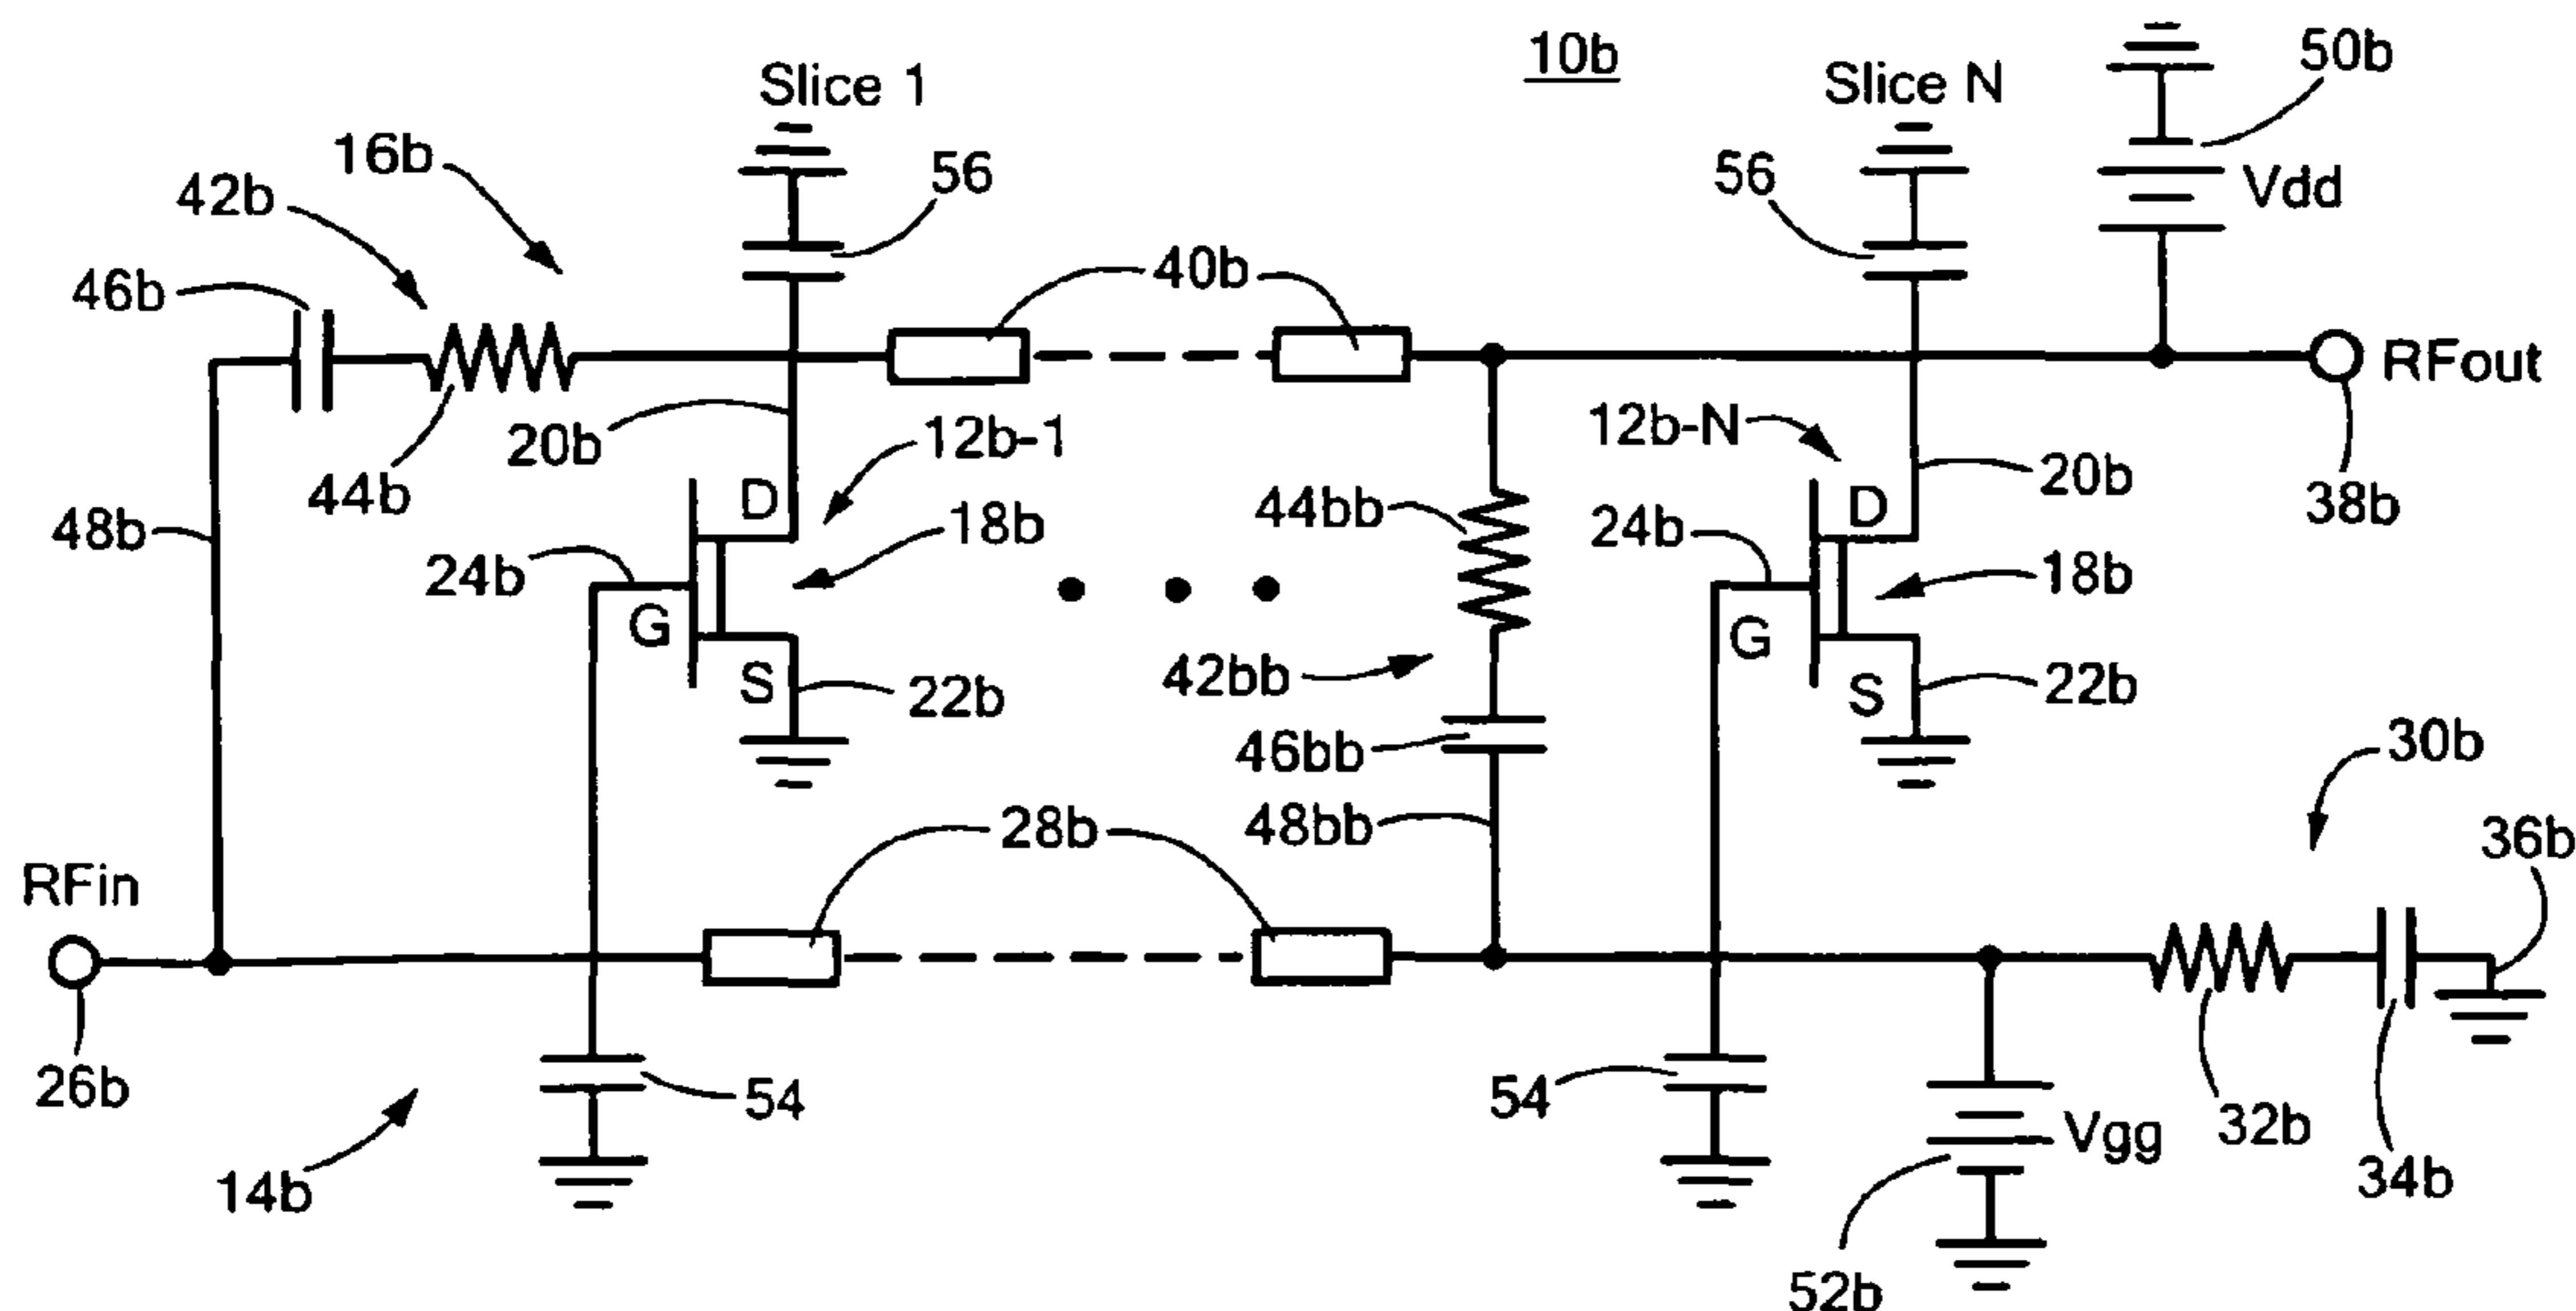 10b
50b
Slice 1
Slice N
16b
56
56
42b
Vdd
46b
40b
RFout
20b
12b-1
12b-N
44b
D
44bb
D
20b
38b
48b
18b
24b
24b
18b
G
G
42bb
S
22b
S
22b
46bb
30b
28b
48bb
36b
RFin
26b
54
54
Vgg
32b
34b
14b
52b